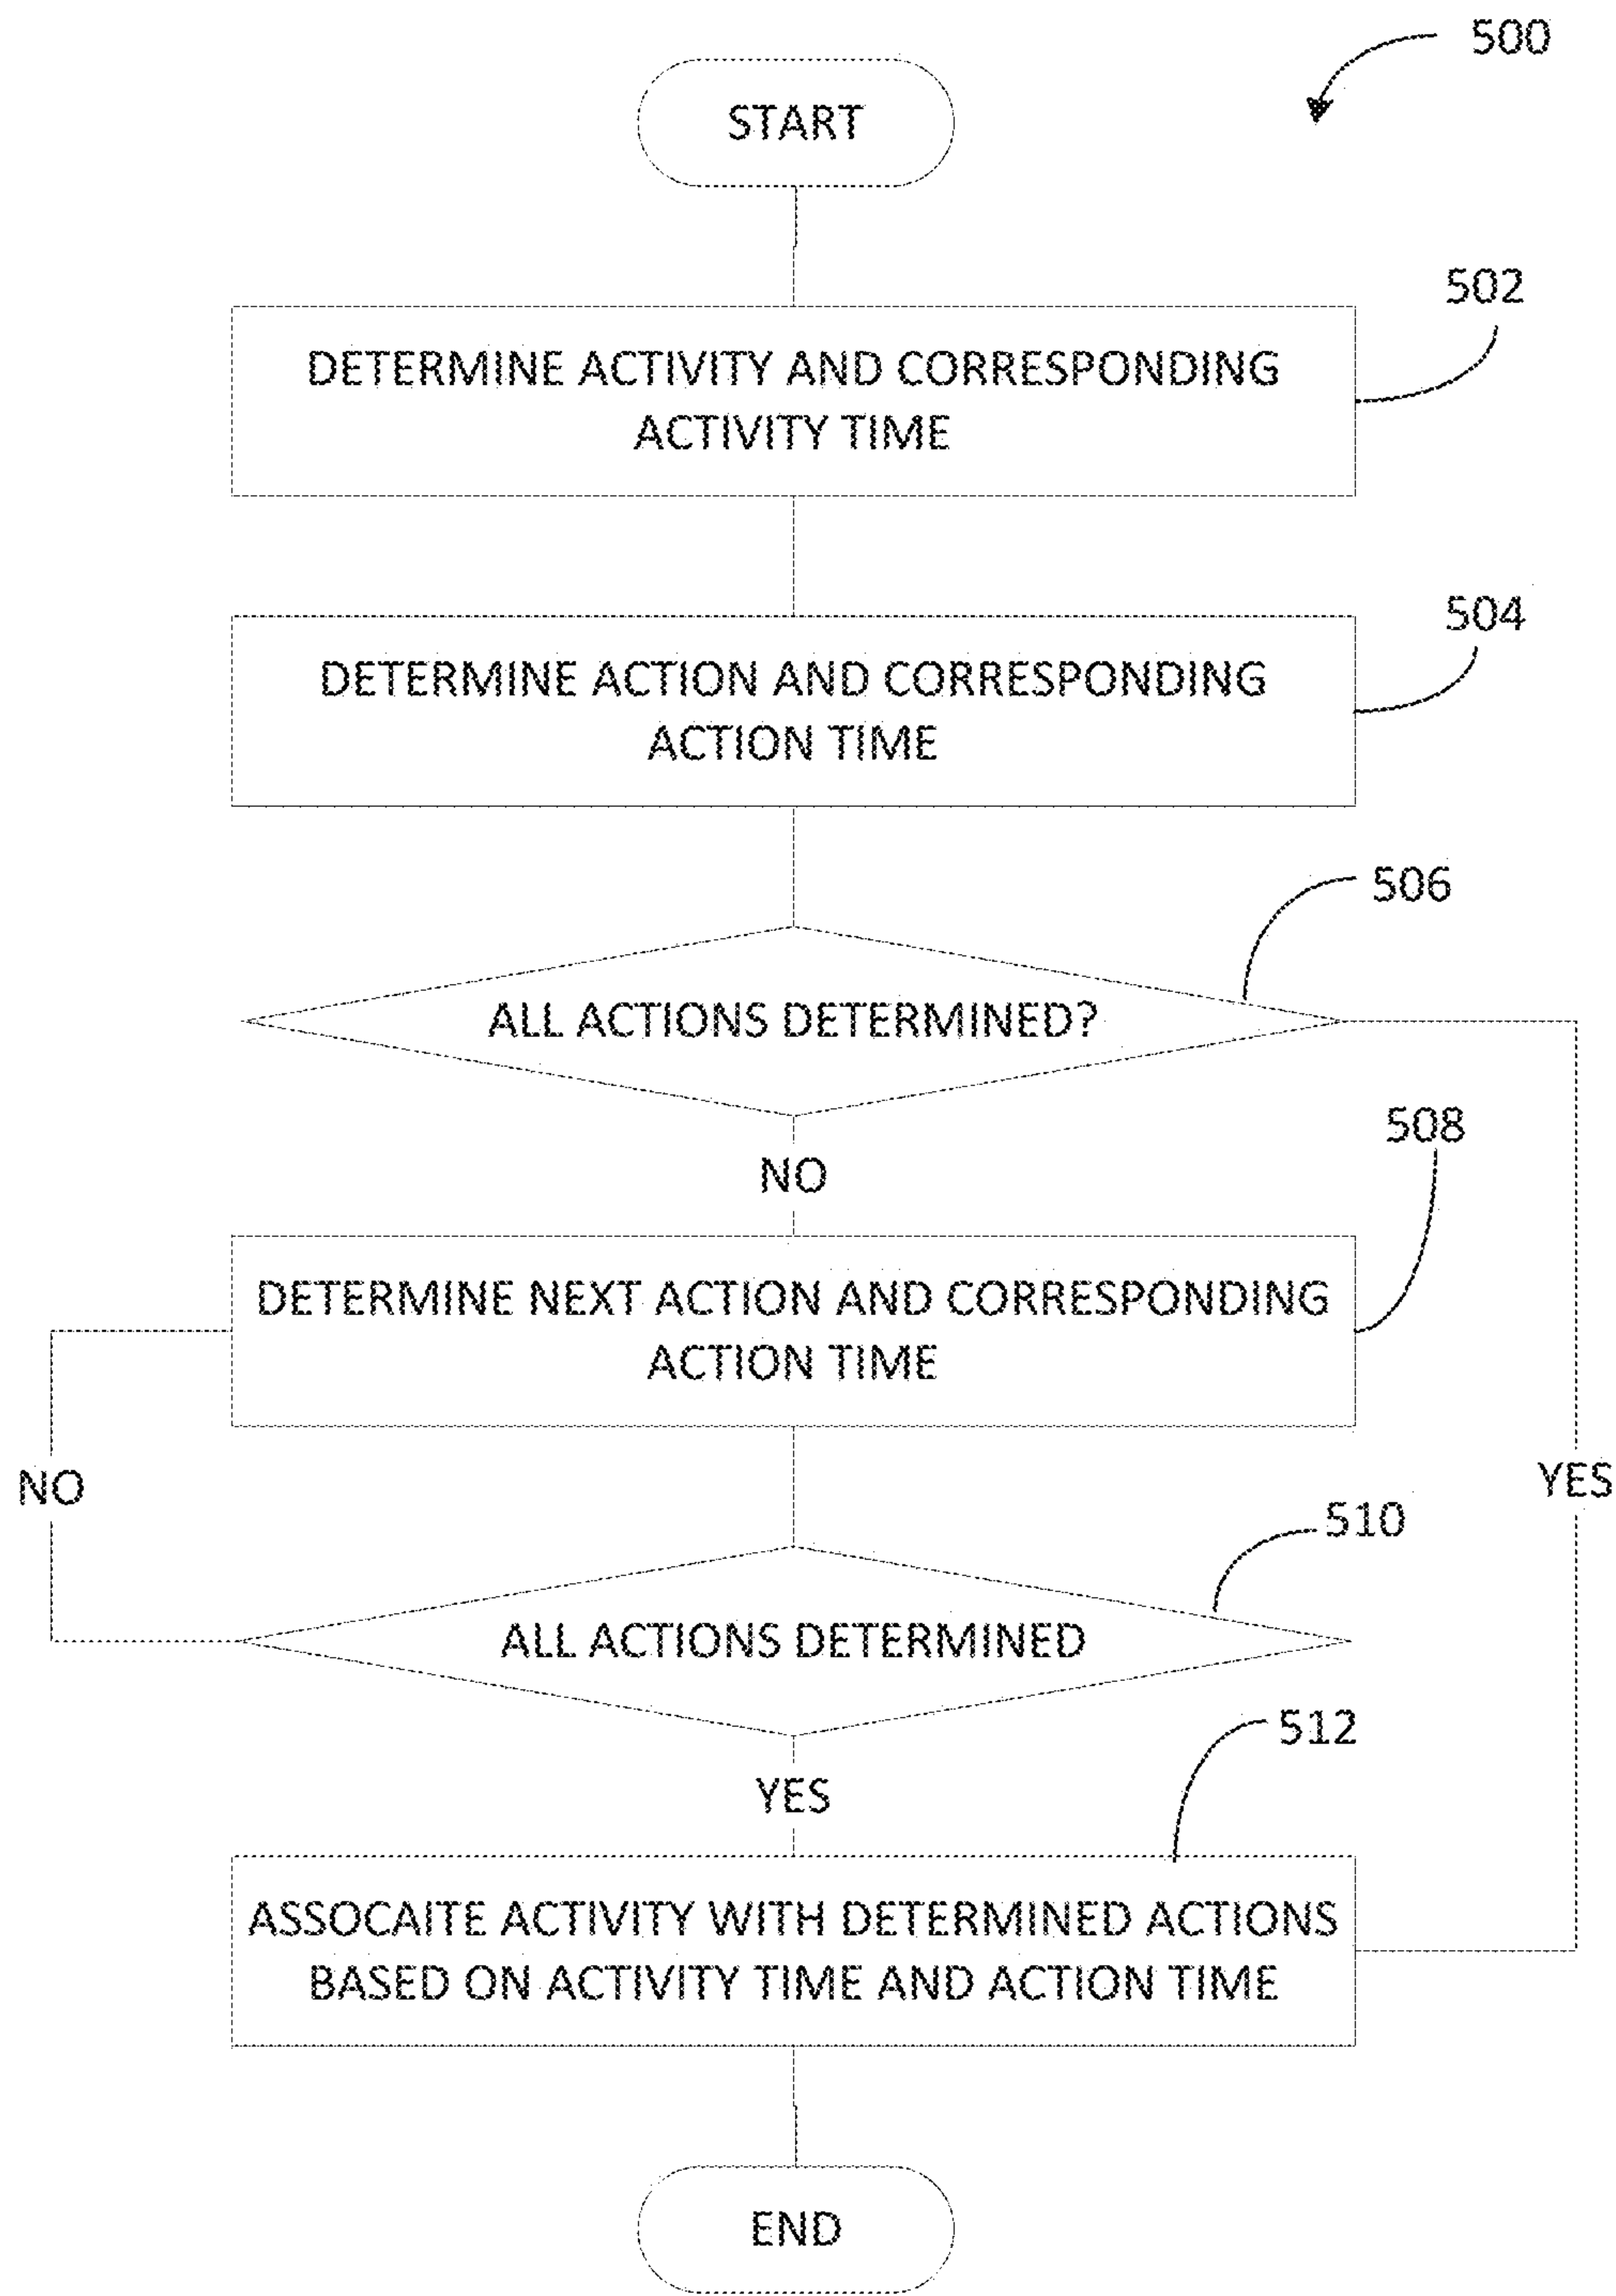 500
START
502
DETERMINE ACTIVITY AND CORRESPONDING
ACTIVITY TIME
504
DETERMINE ACTION AND CORRESPONDING
ACTION TIME
506
ALL ACTIONS DETERMINED?
508
NO
DETERMINE NEXT ACTION AND CORRESPONDING
ACTION TIME
NO
YES
510
ALL ACTIONS DETERMINED
512
YES
ASSOCAITE ACTIVITY WITH DETERMINED ACTIONS
BASED ON ACTIVITY TIME AND ACTION TIME
END